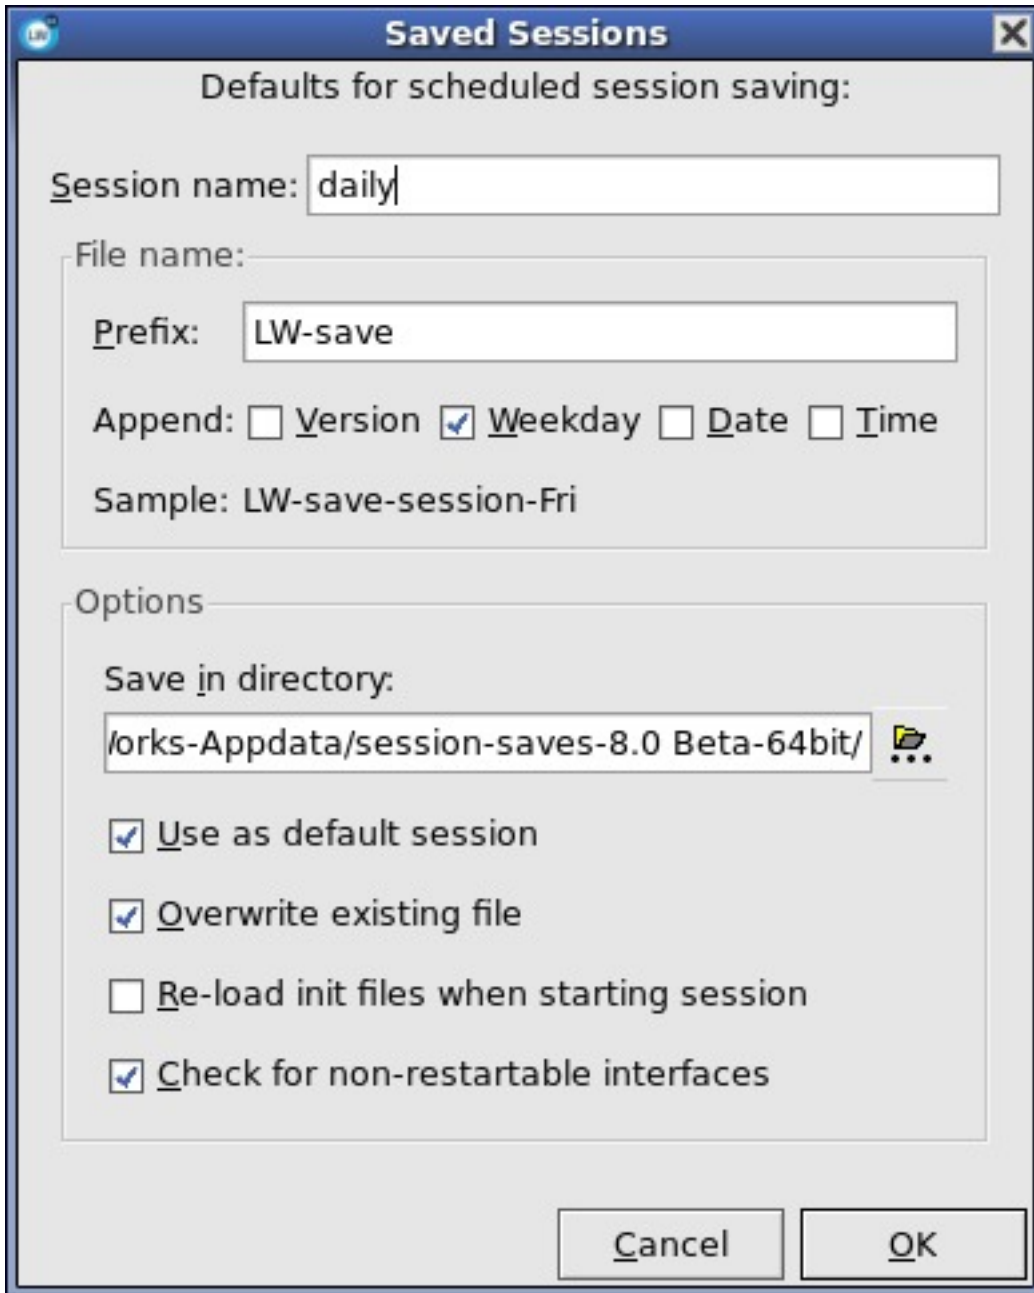 Saved Sessions
Defaults for scheduled session saving:
Session name: daily
File name:
Prefix: LW-save
Append: Version Weekday Date Time
Sample: LW-save-session-Fri
Options
Save in directory:
orks-Appdata/session-saves-8.0 Beta-64bit/
Use as default session
Overwrite existing file
Re-load init files when starting session
Check for non-restartable interfaces
Cancel OK